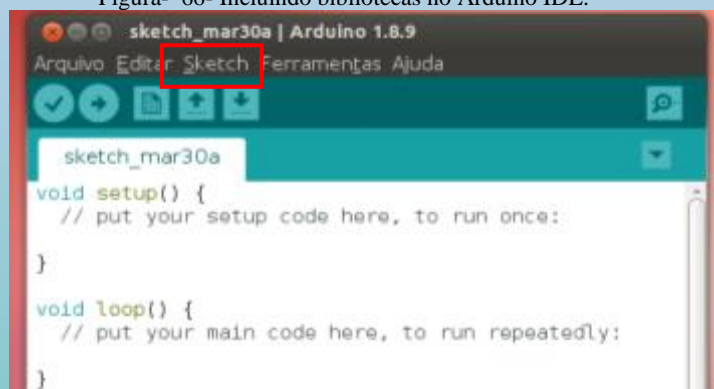 Figura- 66- Incluindo bibliotecas no Arduino IDE.
sketch_mar30a | Arduino 1.8.9
Arquivo Editar Sketch Ferramentas Ajuda
sketch_mar30a
void setup() {
// put your setup code here, to run once:
}
void loop() {
// put your main code here, to run repeatedly:
}